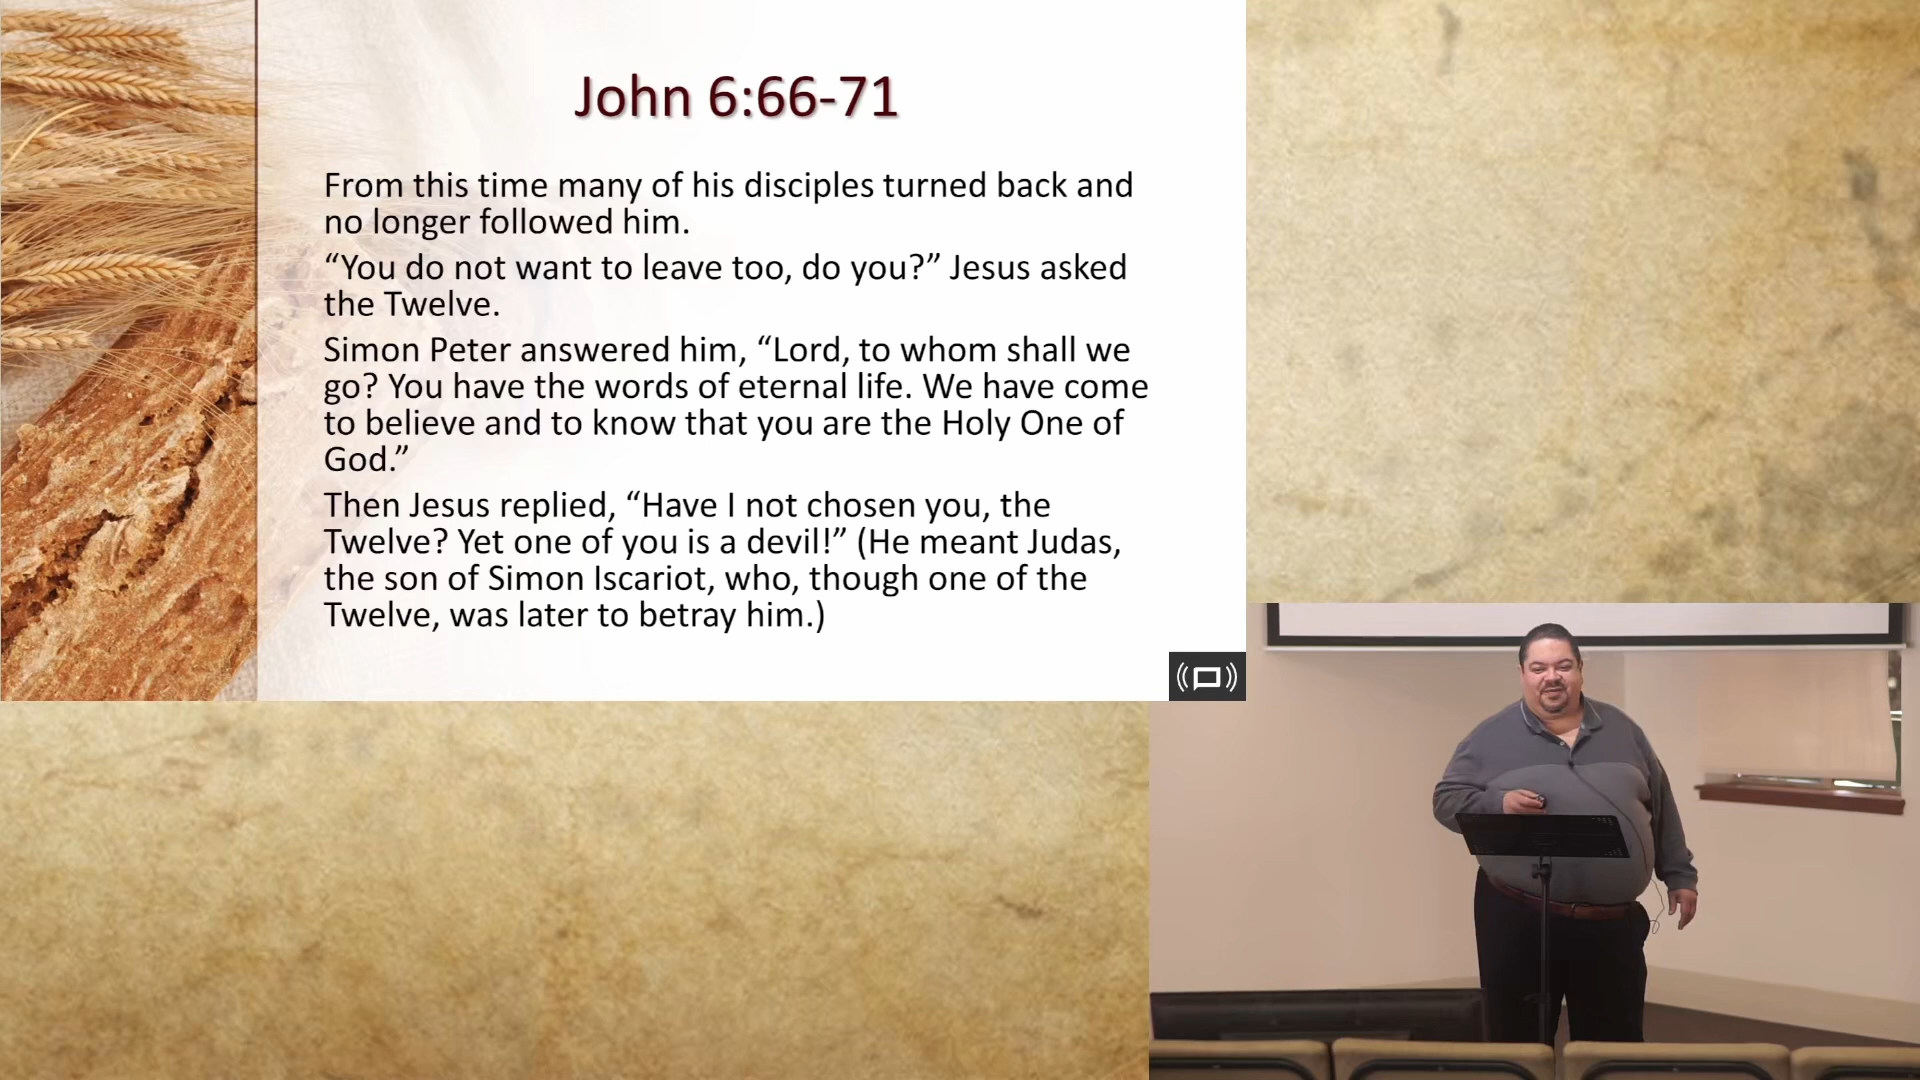 John 6:66-71
From this time many of his disciples turned back and
no longer followed him.
“You do not want to leave too, do you?” Jesus asked
the Twelve.
Simon Peter answered him, “Lord, to whom shall we
go? You have the words of eternal life. We have come
to believe and to know that you are the Holy One of
God.”
Then Jesus replied, “Have I not chosen you, the
Twelve? Yet one of you is a devil!” (He meant Judas,
the son of Simon Iscariot, who, though one of the
Twelve, was later to betray him.)